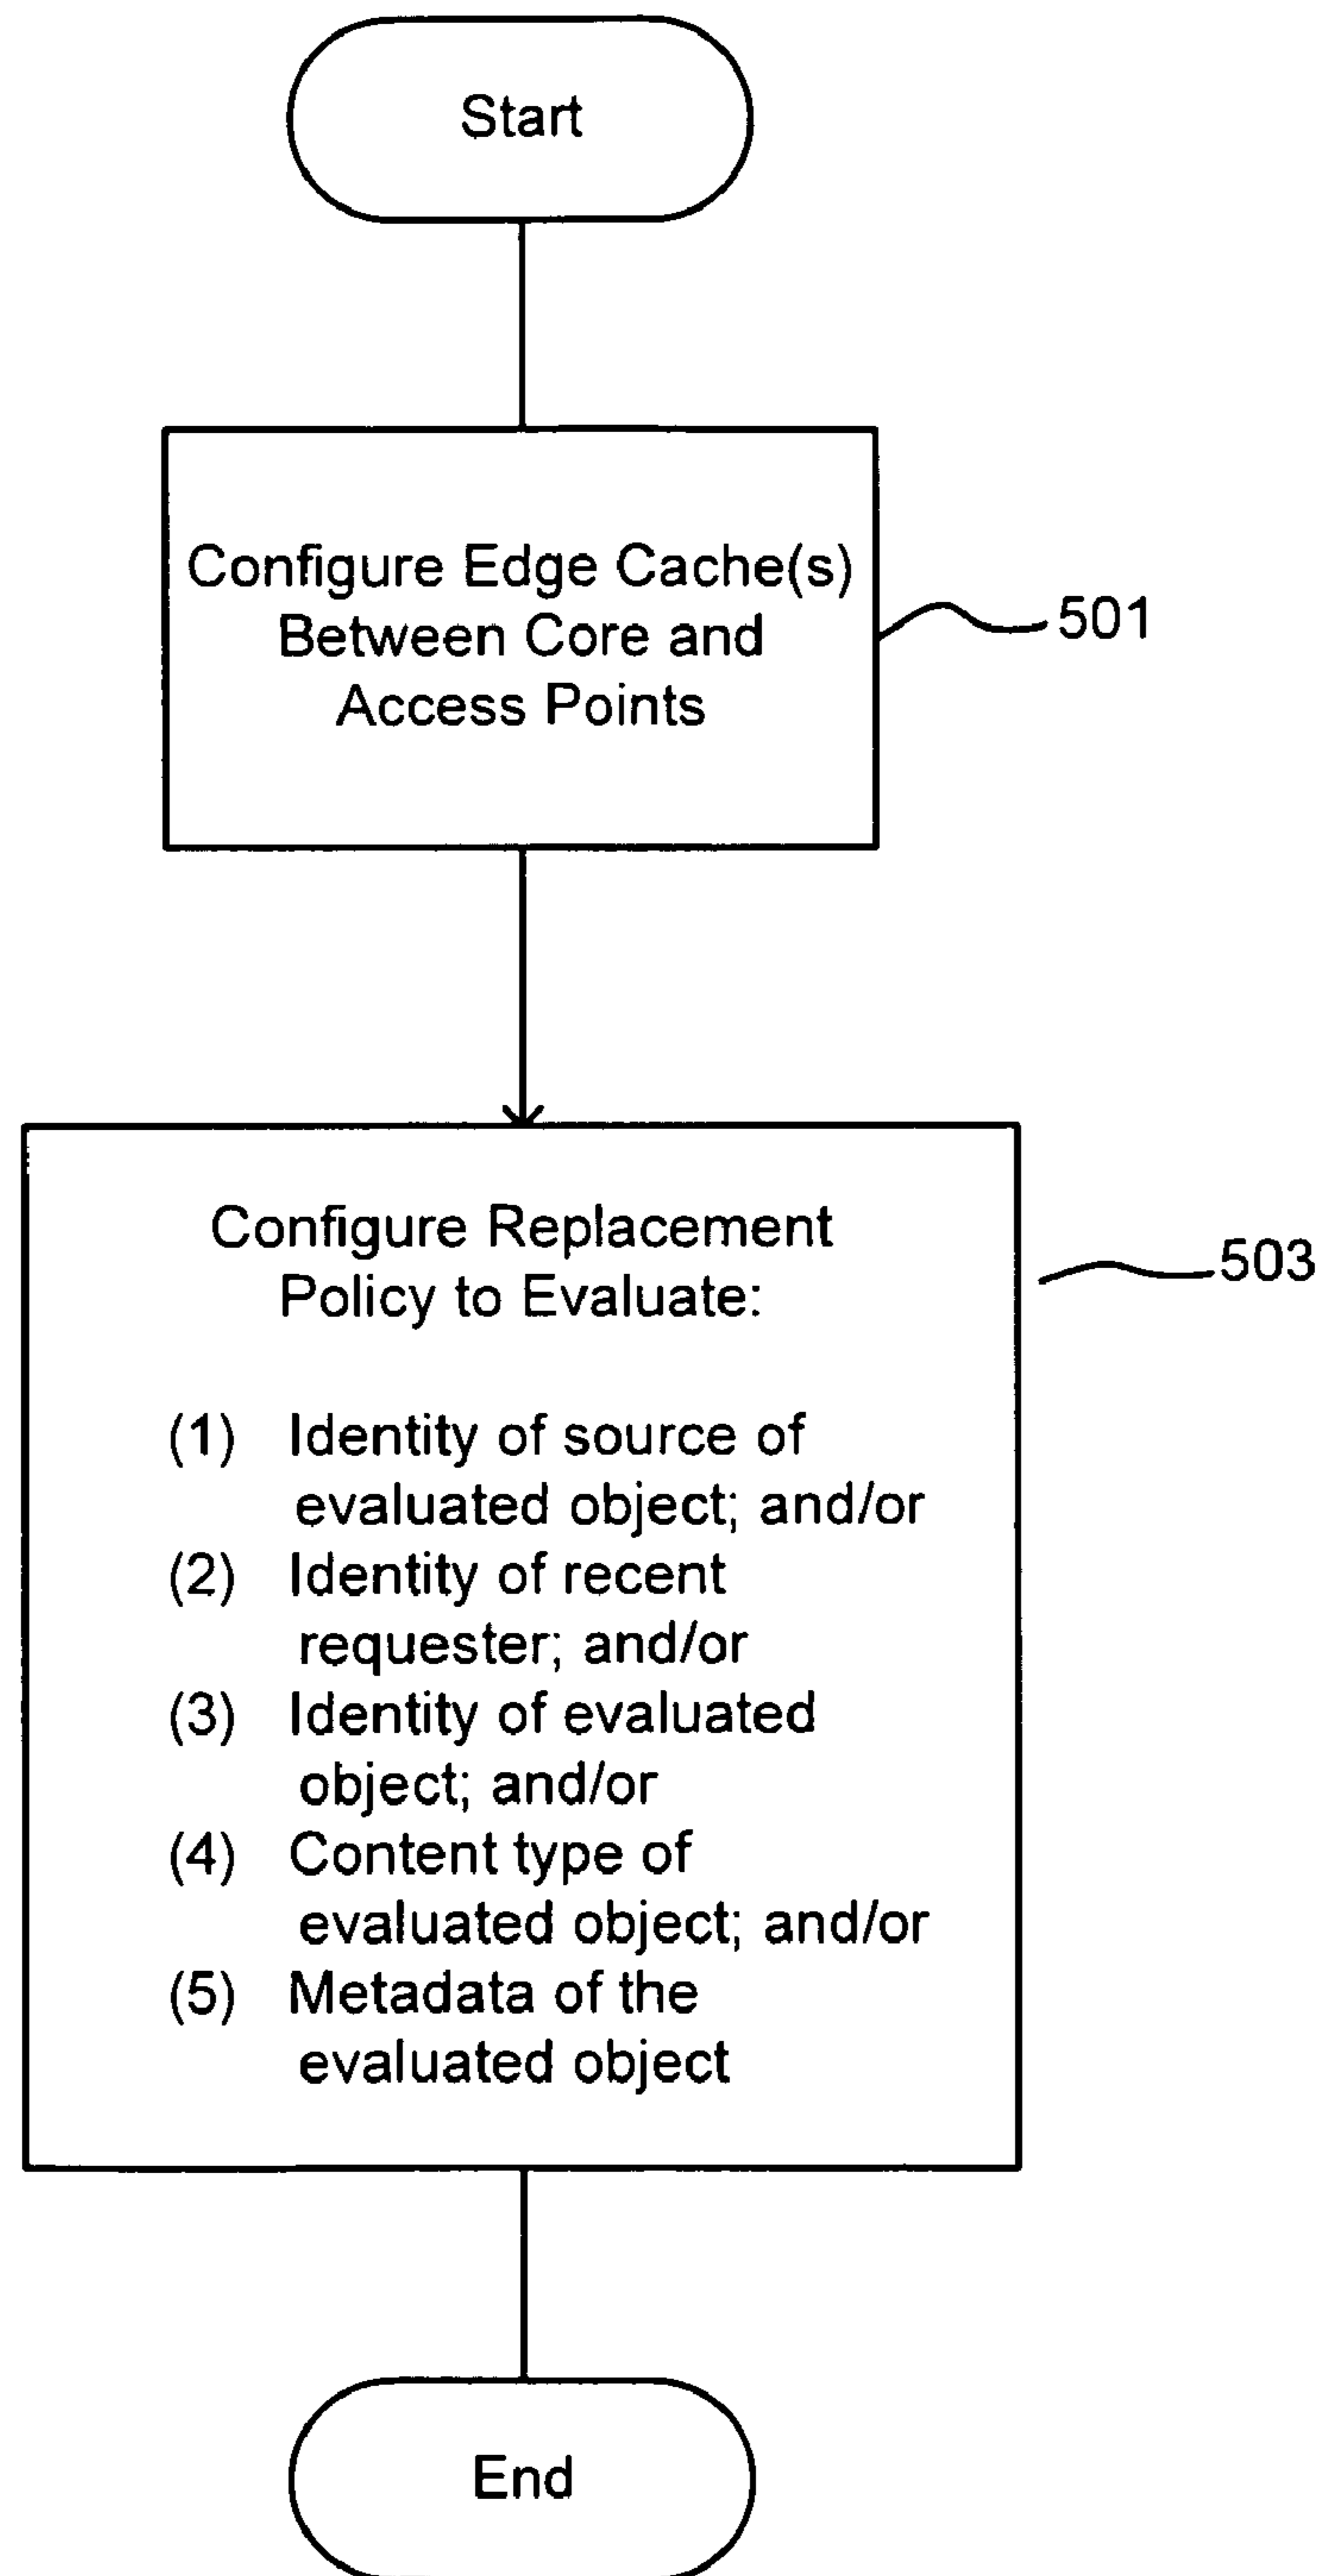 Start
Configure Edge Cache(s)
Between Core and
Access Points
501
Configure Replacement
Policy to Evaluate:
503
(1) Identity of source of
evaluated object; and/or
(2) Identity of recent
requester; and/or
(3) Identity of evaluated
object; and/or
(4) Content type of
evaluated object; and/or
(5) Metadata of the
evaluated object
End